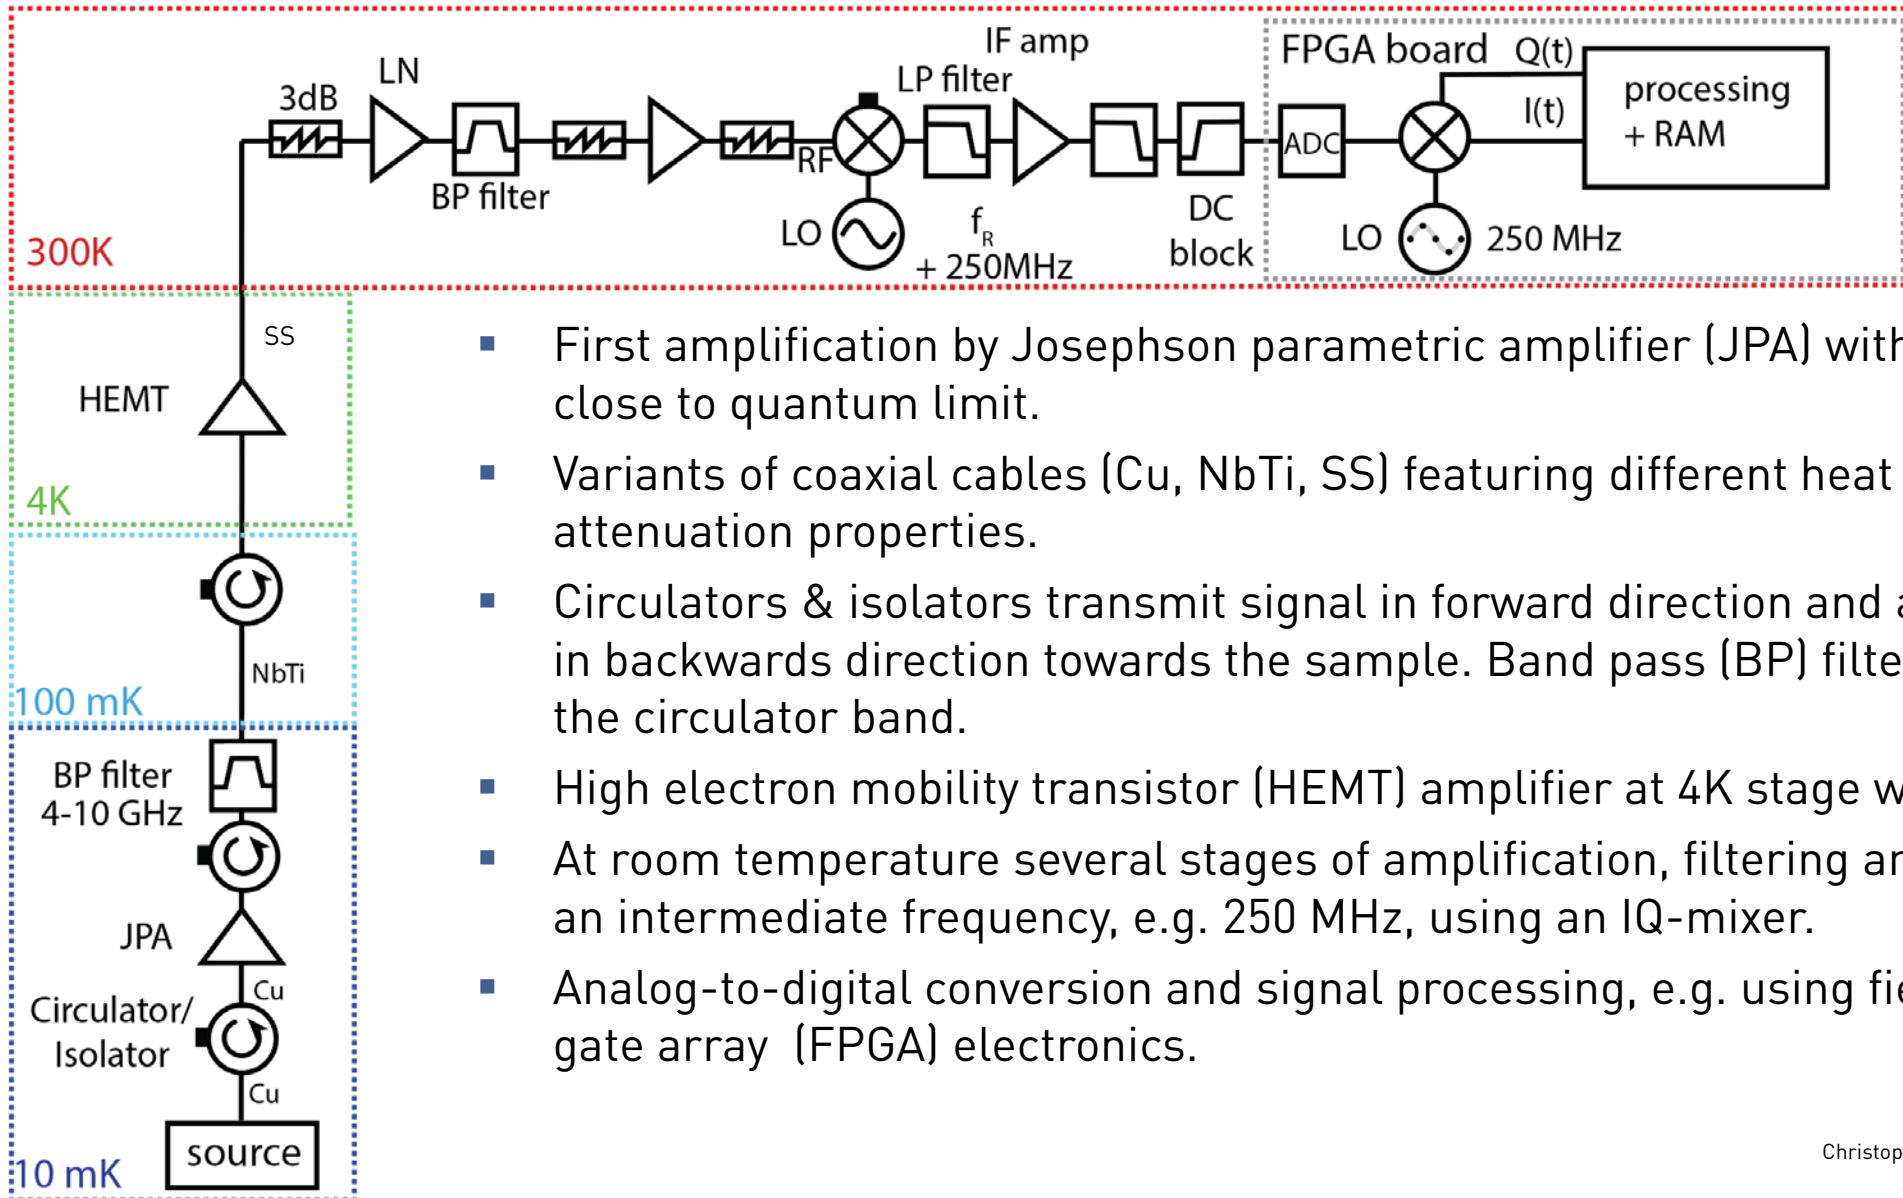 IF amp
LN
LP filter
FPGA board
Q(t)
3dB
processing
+ RAM
I(t)
ADC
RF
BP filter
LO
f_R
+ 250MHz
DC
block
LO
250 MHz
300K
SS
HEMT
4K
NbTi
100 mK
BP filter
4-10 GHz
JPA
Cu
Circulator/
Isolator
Cu
source
10 mK
▪ First amplification by Josephson parametric amplifier (JPA) with
close to quantum limit.
▪ Variants of coaxial cables (Cu, NbTi, SS) featuring different heat
attenuation properties.
▪ Circulators & isolators transmit signal in forward direction and
in backwards direction towards the sample. Band pass (BP)
the circulator band.
▪ High electron mobility transistor (HEMT) amplifier at 4K stage
▪ At room temperature several stages of amplification, filtering
an intermediate frequency, e.g. 250 MHz, using an IQ-mixer.
▪ Analog-to-digital conversion and signal processing, e.g. using
gate array (FPGA) electronics.